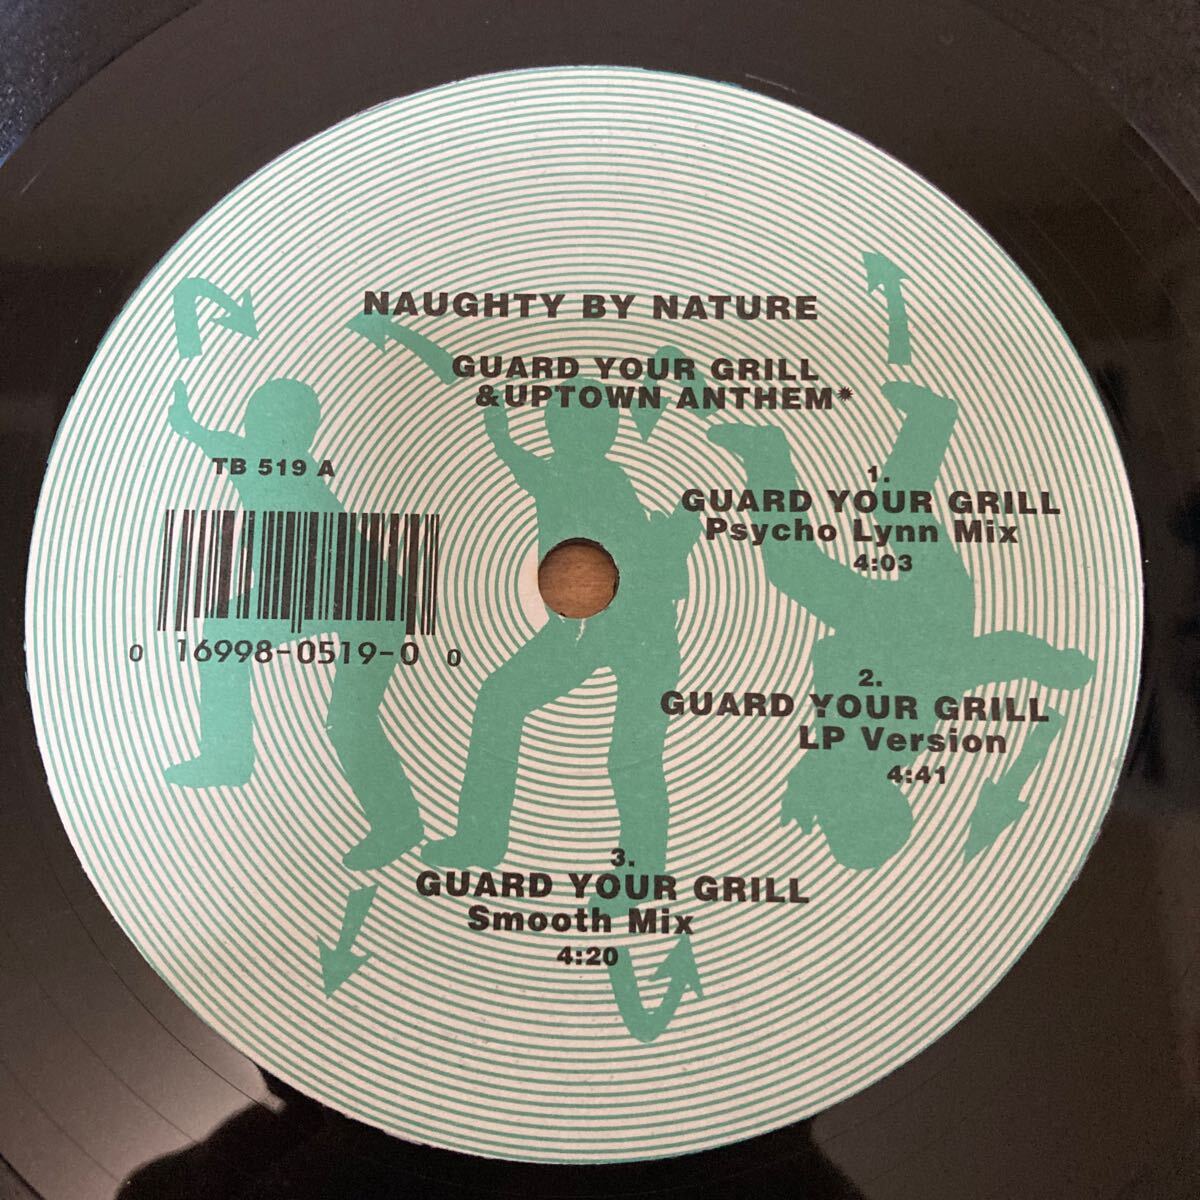 NAUGHTY BY NATURE
GUARD YOUR GRILL
& UPTOWN ANTHEM*
TB 519 A
0 16998-0519-0 0
1.
GUARD YOUR GRILL
Psycho Lynn Mix
4:03
2.
GUARD YOUR GRILL
LP Version
4:41
3.
GUARD YOUR GRILL
Smooth Mix
4:20